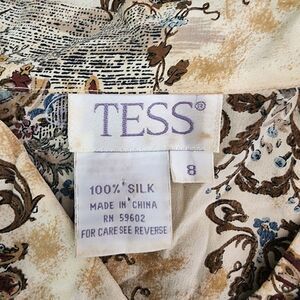 TESS®
8
100% SILK
MADE IN CHINA
RN 59602
FOR CARE SEE REVERSE